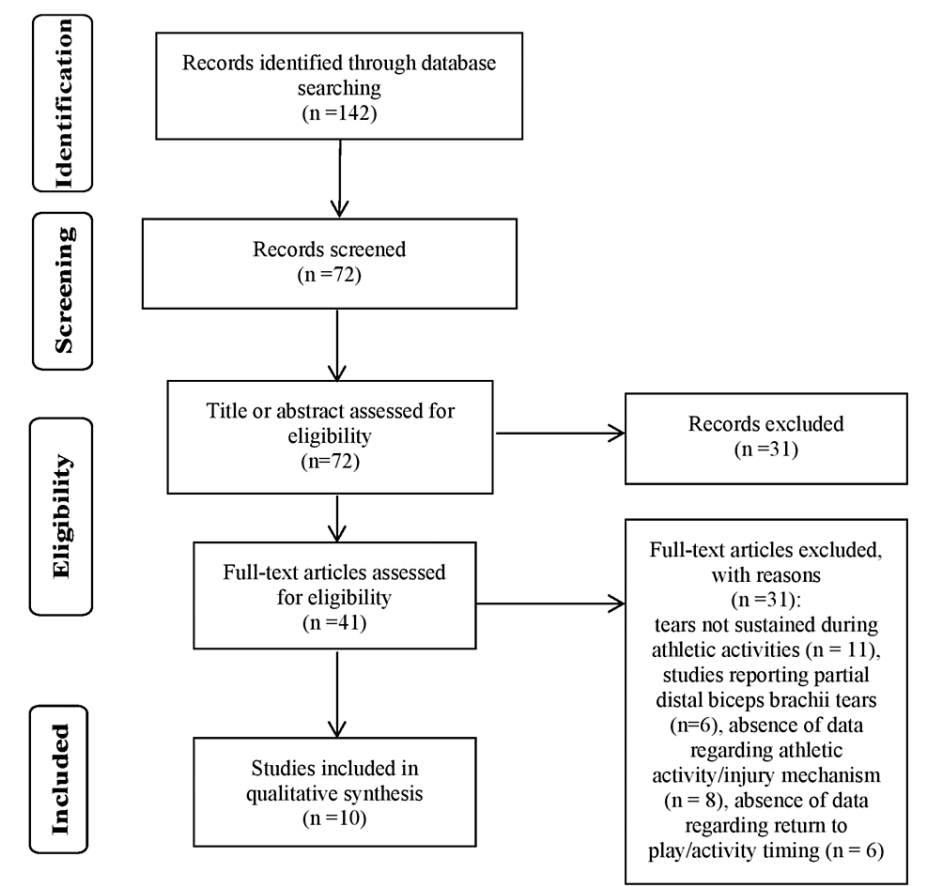 Identification
Records identified through database
searching
(n =142)
Screening
Records screened
(n =72)
Eligibility
Title or abstract assessed for
eligibility
(n=72)
Records excluded
(n =31)
Full-text articles assessed
for eligibility
(n =41)
Full-text articles excluded,
with reasons
(n =31):
tears not sustained during
athletic activities (n = 11),
studies reporting partial
distal biceps brachii tears
(n=6), absence of data
regarding athletic
activity/injury mechanism
(n = 8), absence of data
regarding return to
play/activity timing (n = 6)
Included
Studies included in
qualitative synthesis
(n =10)